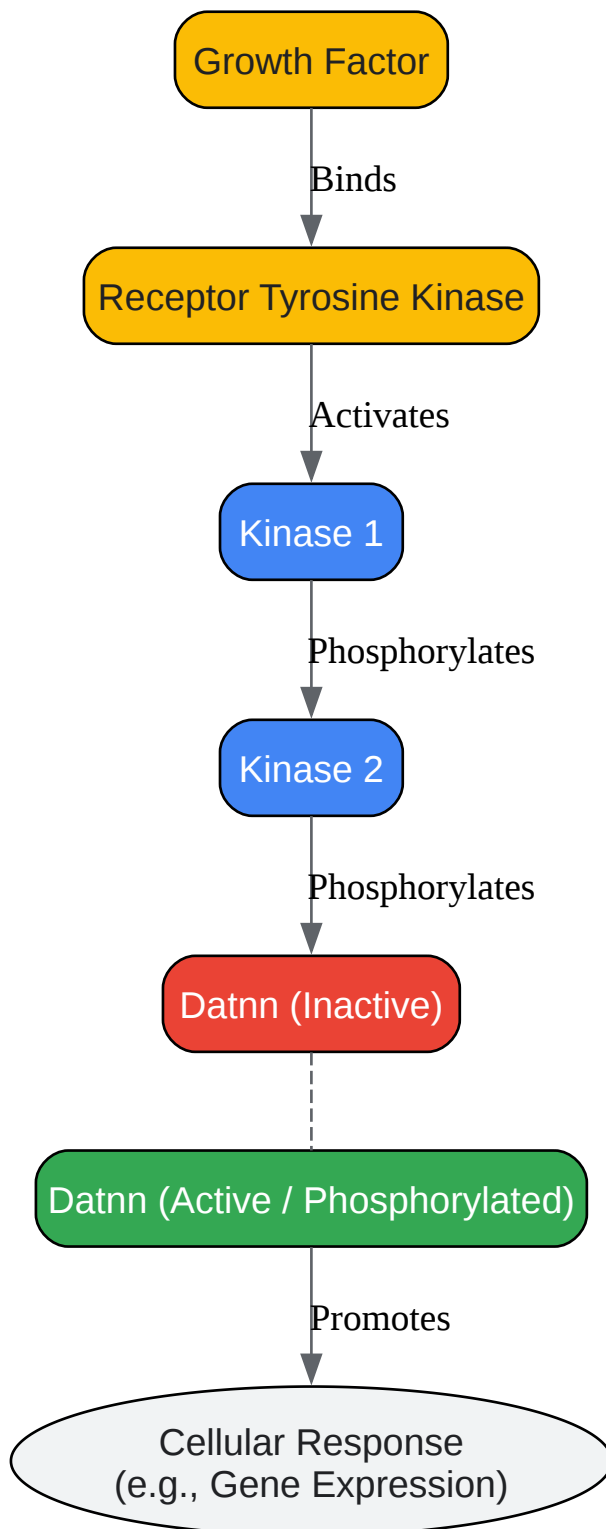 Growth Factor
Binds
Receptor Tyrosine Kinase
Activates
Kinase 1
Phosphorylates
Kinase 2
Phosphorylates
Datnn (Inactive)
Datnn (Active / Phosphorylated)
Promotes
Cellular Response
(e.g., Gene Expression)